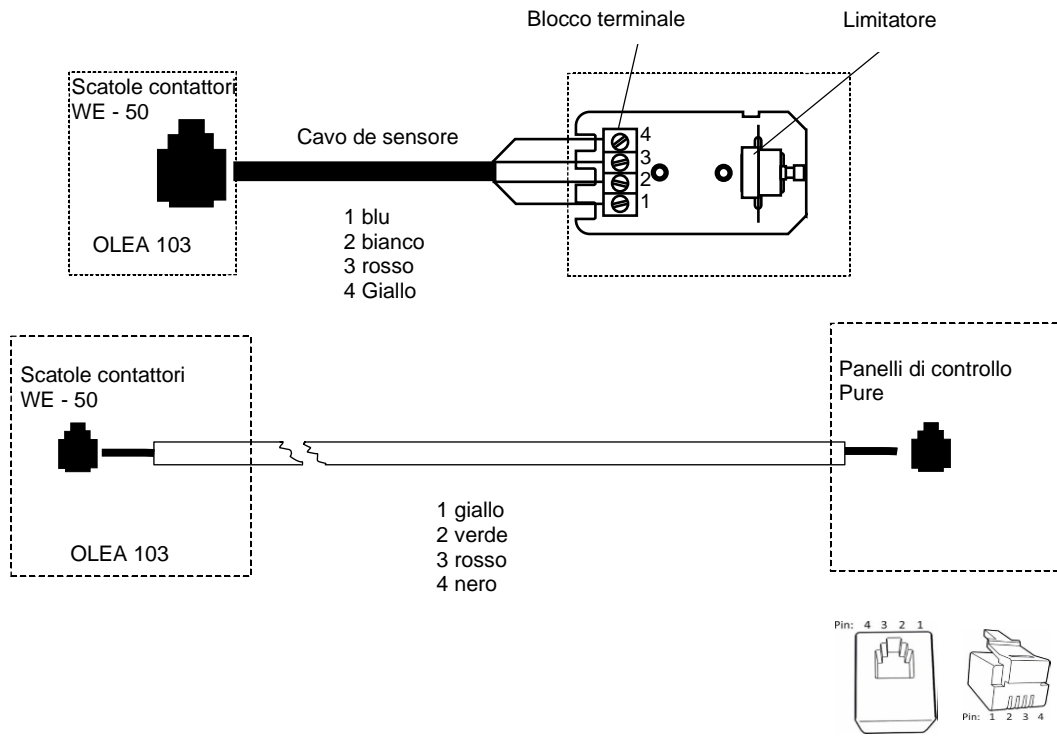 Blocco terminale
Limitatore
Scatole contattori
WE - 50
Cavo de sensore
OLEA 103
4
3
2
1
1 blu
2 bianco
3 rosso
4 Giallo
Scatole contattori
WE - 50
OLEA 103
Panelli di controllo
Pure
1 giallo
2 verde
3 rosso
4 nero
Pin: 4 3 2 1
Pin: 1 2 3 4